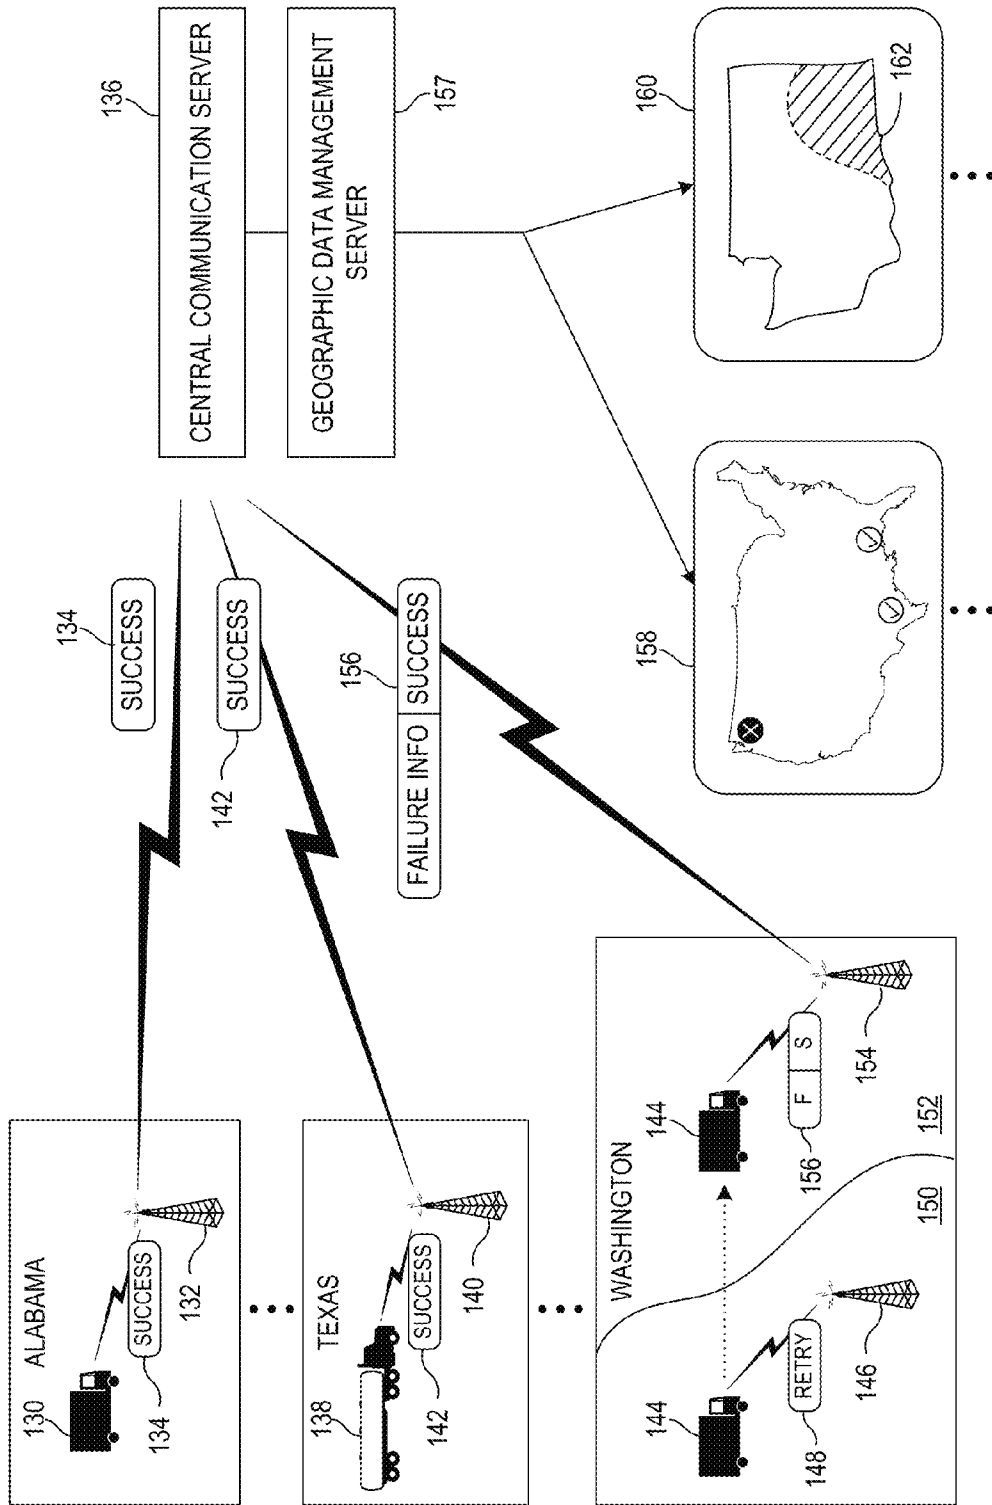 ALABAMA
130
SUCCESS
134
132
TEXAS
138
SUCCESS
142
140
WASHINGTON
144
RETRY
148
146
150
144
F S
156
154
152
134
SUCCESS
SUCCESS
142
156
FAILURE INFO SUCCESS
136
CENTRAL COMMUNICATION SERVER
GEOGRAPHIC DATA MANAGEMENT
SERVER
157
158
160
162